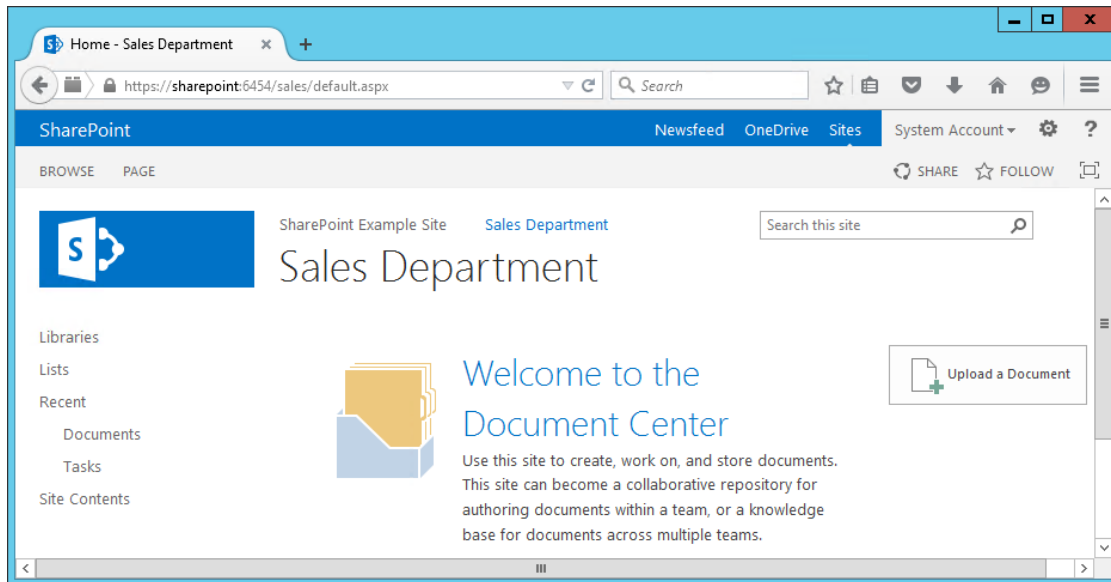 Home - Sales Department
https://sharepoint:6454/sales/default.aspx
Search
SharePoint
Newsfeed OneDrive Sites System Account
BROWSE PAGE
SHARE FOLLOW
S
SharePoint Example Site Sales Department
Search this site
Sales Department
Libraries
Lists
Recent
Documents
Tasks
Site Contents
Welcome to the
Document Center
Use this site to create, work on, and store documents.
This site can become a collaborative repository for
authoring documents within a team, or a knowledge
base for documents across multiple teams.
Upload a Document